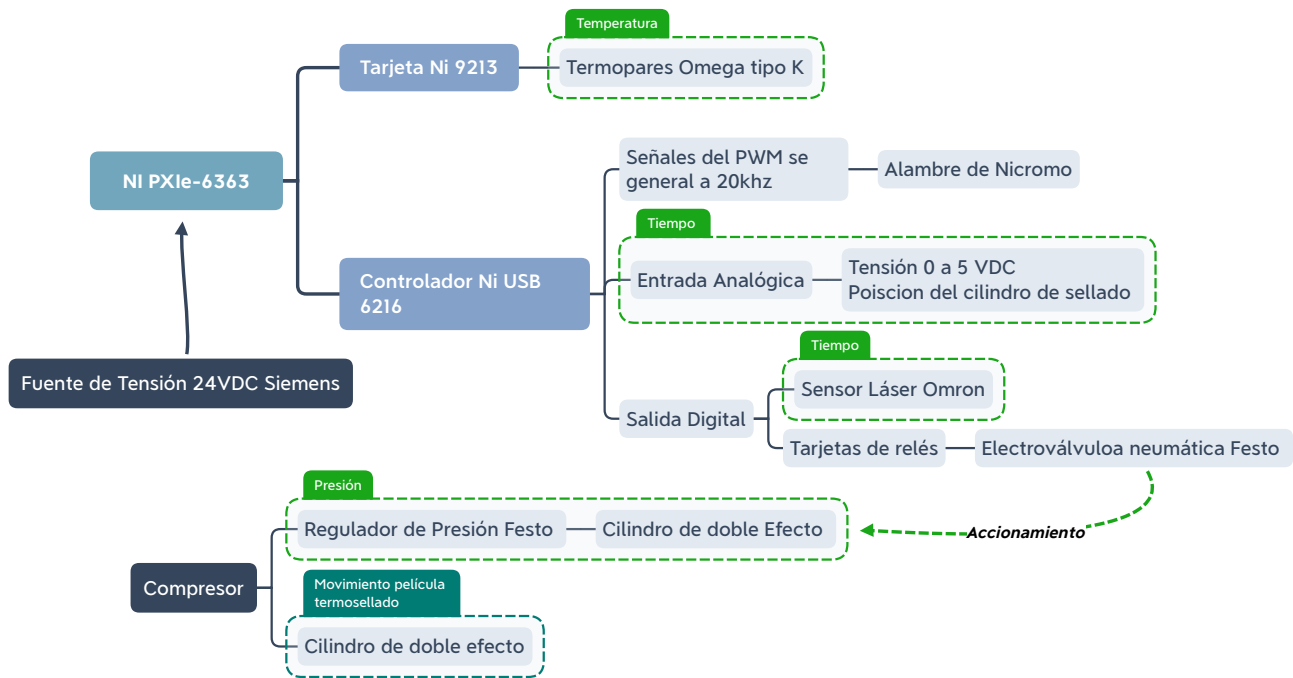 Temperatura
Tarjeta Ni 9213
Termopares Omega tipo K
NI PXIe-6363
Señales del PWM se
general a 20khz
Alambre de Nicromo
Tiempo
Controlador Ni USB
6216
Entrada Analógica
Tensión 0 a 5 VDC
Poiscion del cilindro de sellado
Tiempo
Fuente de Tensión 24VDC Siemens
Sensor Láser Omron
Salida Digital
Tarjetas de relés
Electroválvuloa neumática Festo
Presión
Regulador de Presión Festo
Cilindro de doble Efecto
Accionamiento
Compresor
Movimiento película
termosellado
Cilindro de doble efecto